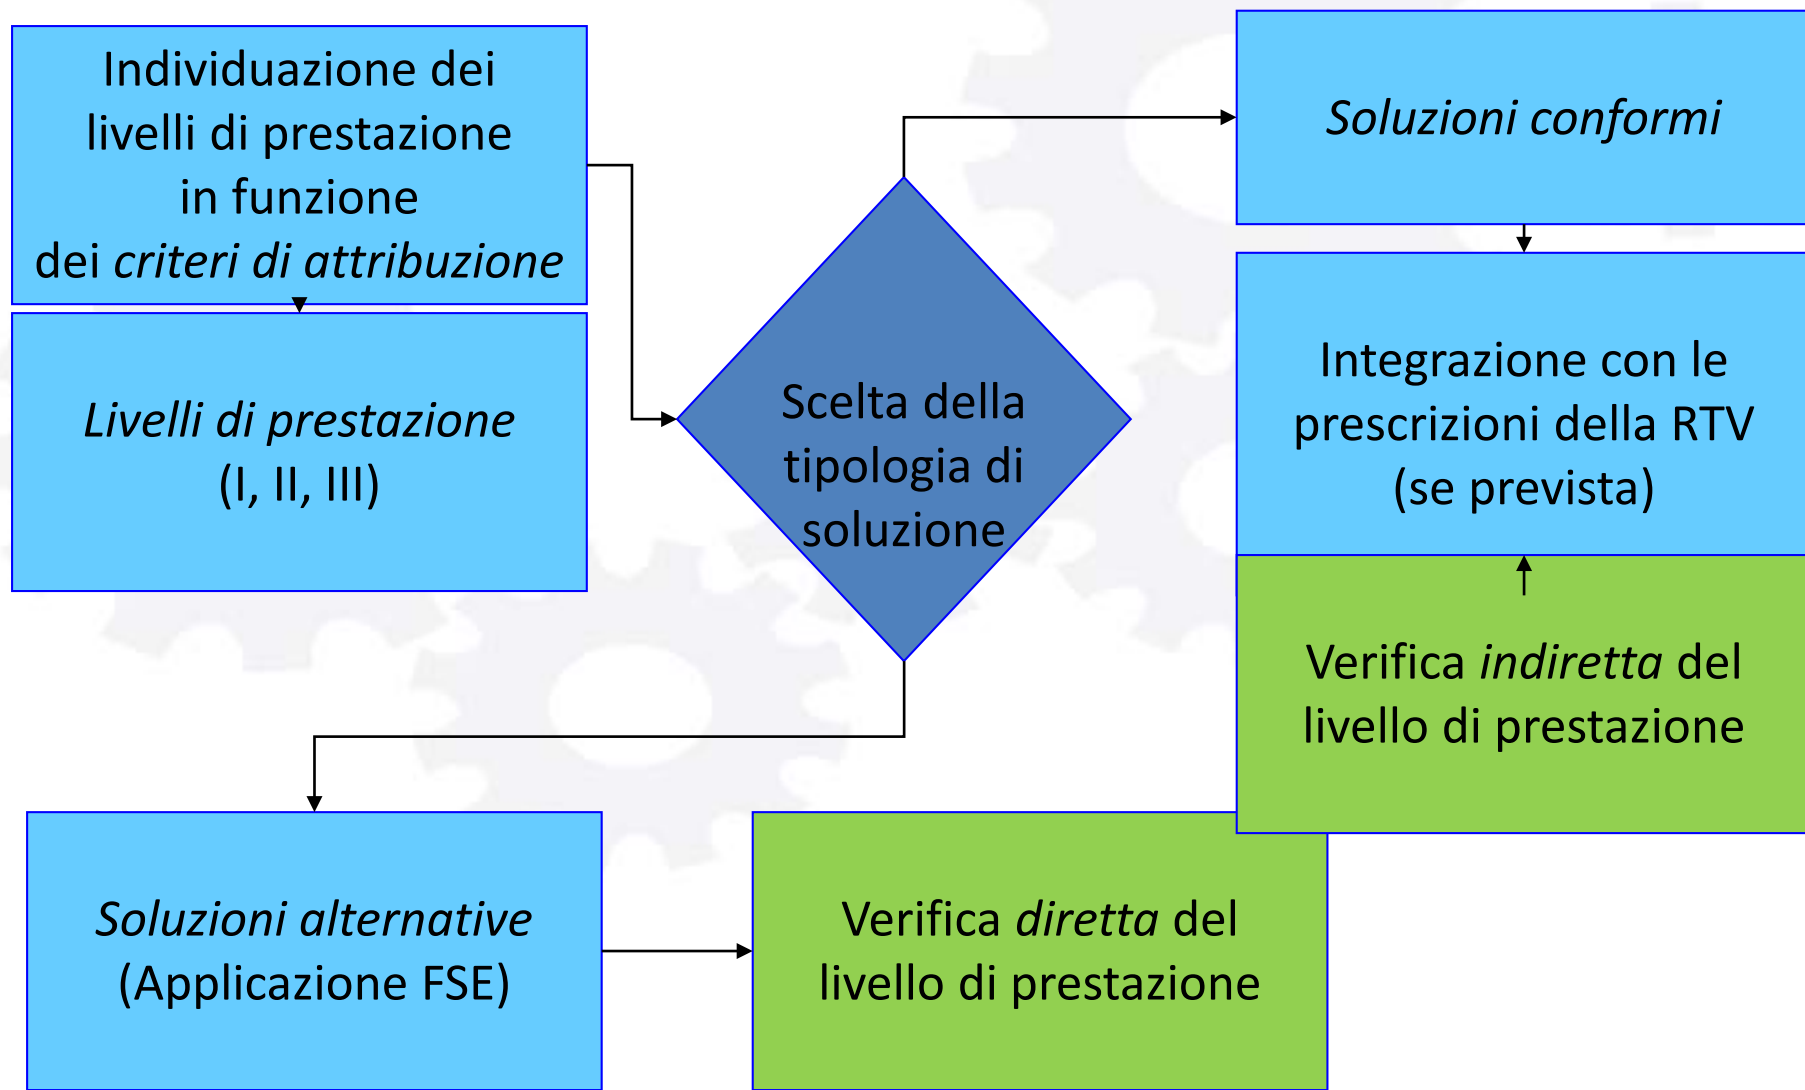 Individuazione dei
livelli di prestazione
in funzione
dei criteri di attribuzione
Livelli di prestazione
(I, II, III)
Scelta della
tipologia di
soluzione
Soluzioni conformi
Integrazione con le
prescrizioni della RTV
(se prevista)
Verifica indiretta del
livello di prestazione
Soluzioni alternative
(Applicazione FSE)
Verifica diretta del
livello di prestazione